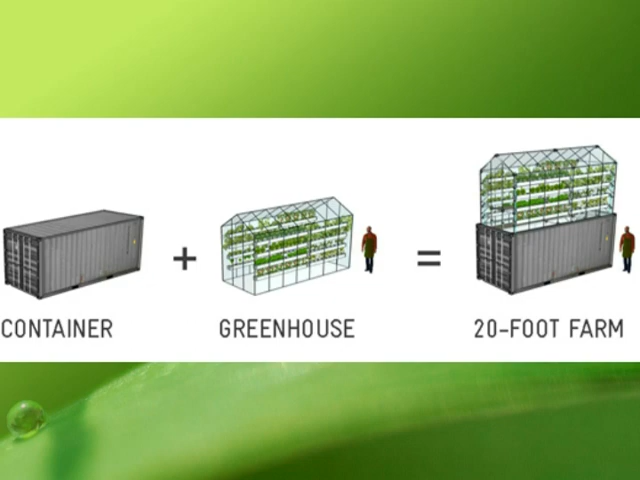 + =
CONTAINER GREENHOUSE 20-FOOT FARM